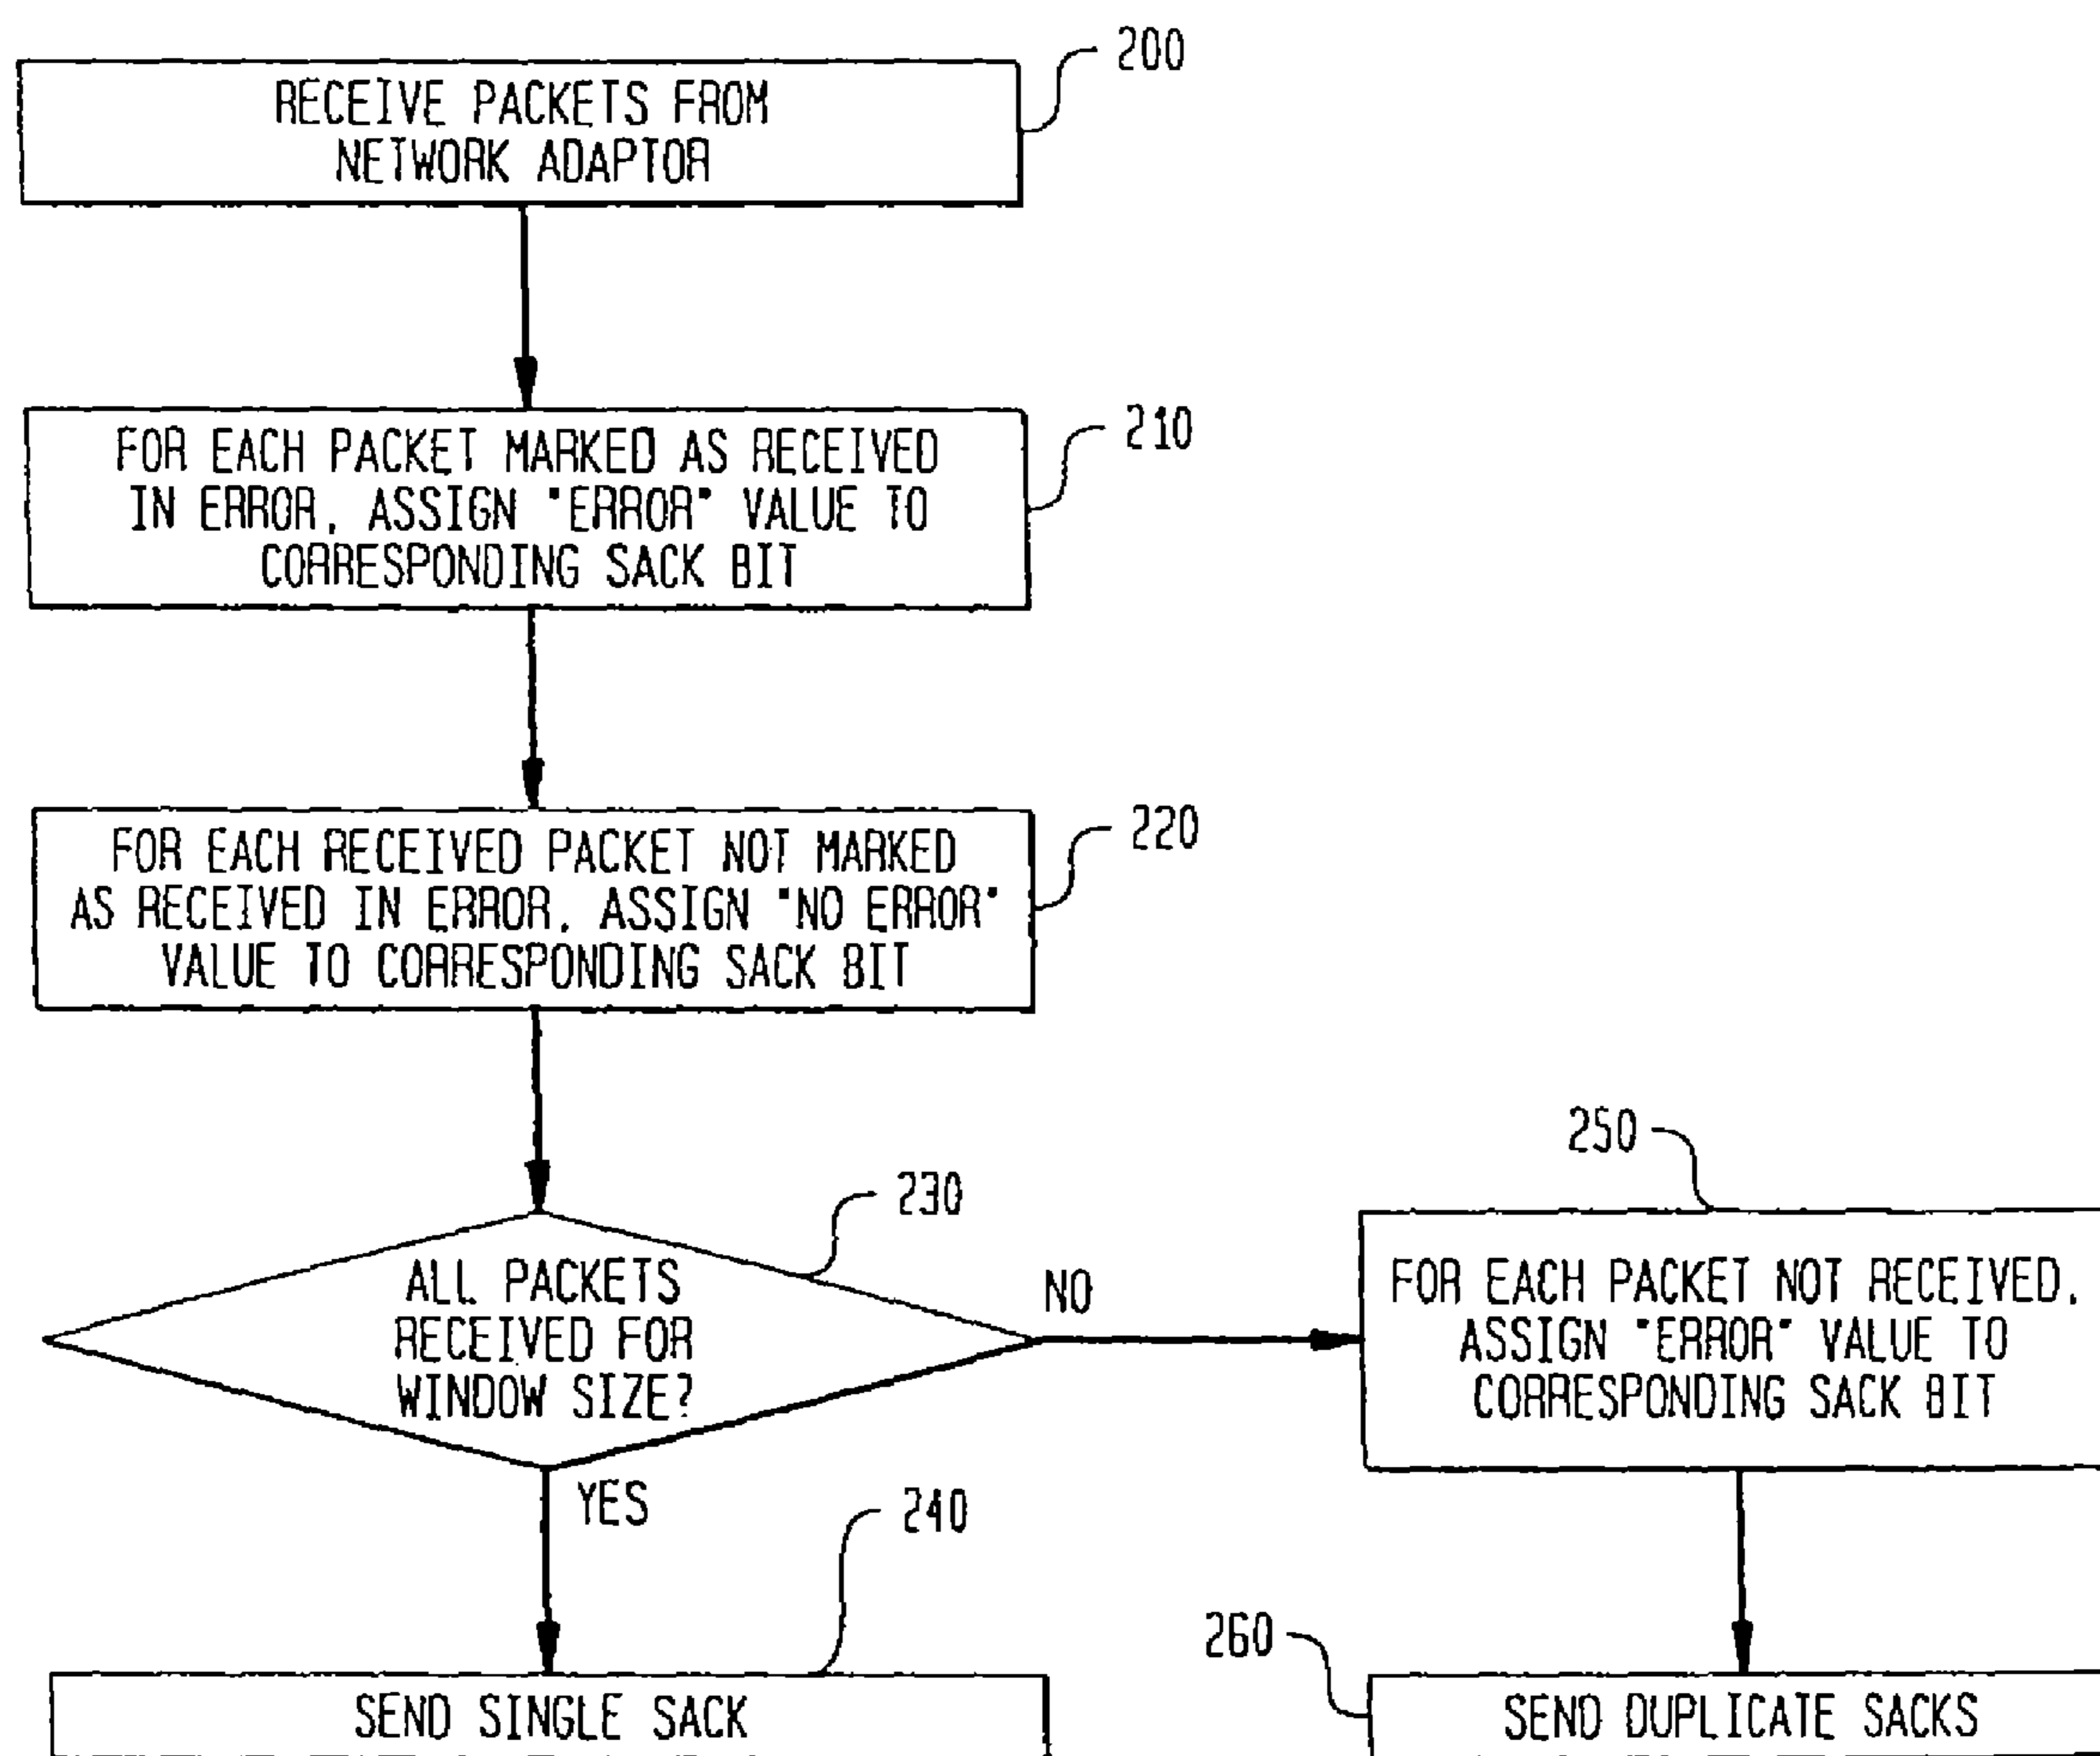 200
RECEIVE PACKETS FROM
NETWORK ADAPTOR
210
FOR EACH PACKET MARKED AS RECEIVED
IN ERROR, ASSIGN "ERROR" VALUE TO
CORRESPONDING SACK BIT
220
FOR EACH RECEIVED PACKET NOT MARKED
AS RECEIVED IN ERROR, ASSIGN "NO ERROR"
VALUE TO CORRESPONDING SACK BIT
230
ALL PACKETS
RECEIVED FOR
WINDOW SIZE?
NO
YES
250
FOR EACH PACKET NOT RECEIVED,
ASSIGN "ERROR" VALUE TO
CORRESPONDING SACK BIT
240
SEND SINGLE SACK
260
SEND DUPLICATE SACKS